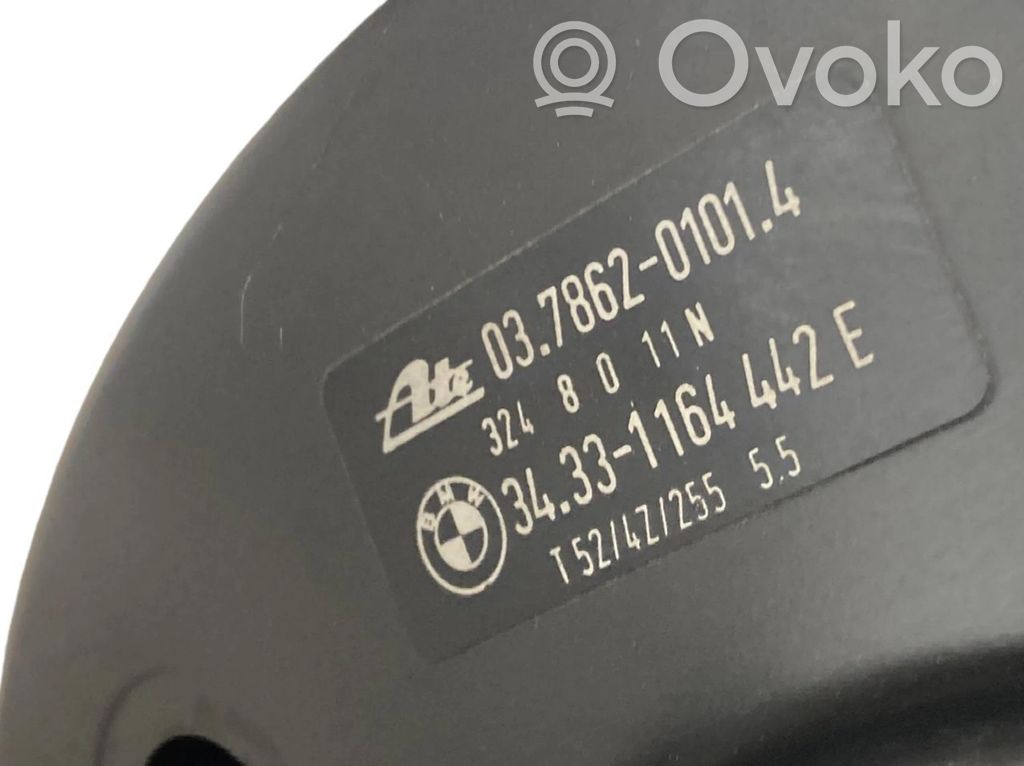 Ovoko
Ate 03.7862-0101.4
324 8 0 11 N
BMW 34.33-1164 442 E
T52/4Z/255 5.5